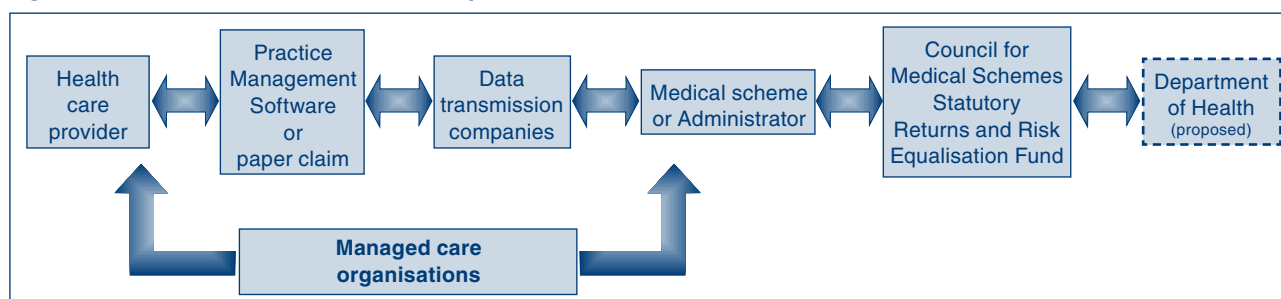 Health
care
provider
Practice
Management
Software
or
paper claim
Data
transmission
companies
Medical scheme
or Administrator
Council for
Medical Schemes
Statutory
Returns and Risk
Equalisation Fund
Department
of Health
(proposed)
Managed care
organisations